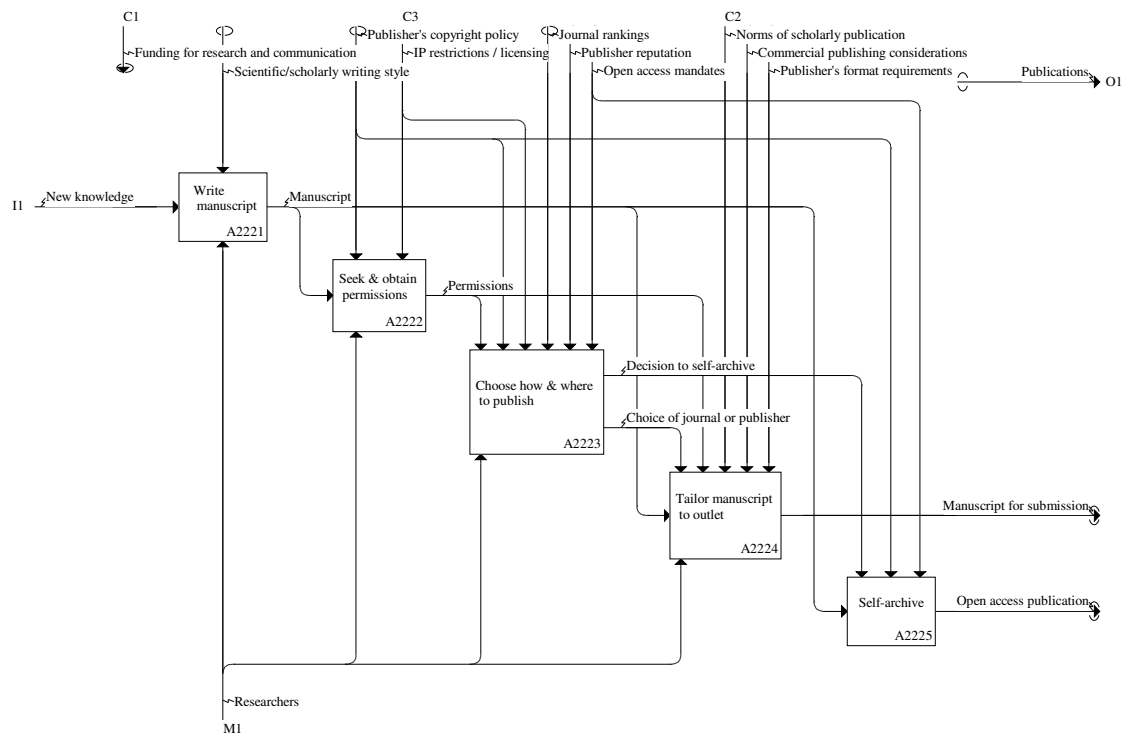 C1
C3
C2
Publisher's copyright policy
Journal rankings
Norms of scholarly publication
Funding for research and communication
IP restrictions / licensing
Publisher reputation
Commercial publishing considerations
Scientific/scholarly writing style
Open access mandates
Publisher's format requirements
Publications
O1
I1
New knowledge
Write
manuscript
A2221
Manuscript
Seek & obtain
permissions
A2222
Permissions
Choose how & where
to publish
A2223
Decision to self-archive
Choice of journal or publisher
Tailor manuscript
to outlet
A2224
Manuscript for submission
Self-archive
A2225
Open access publication
Researchers
M1